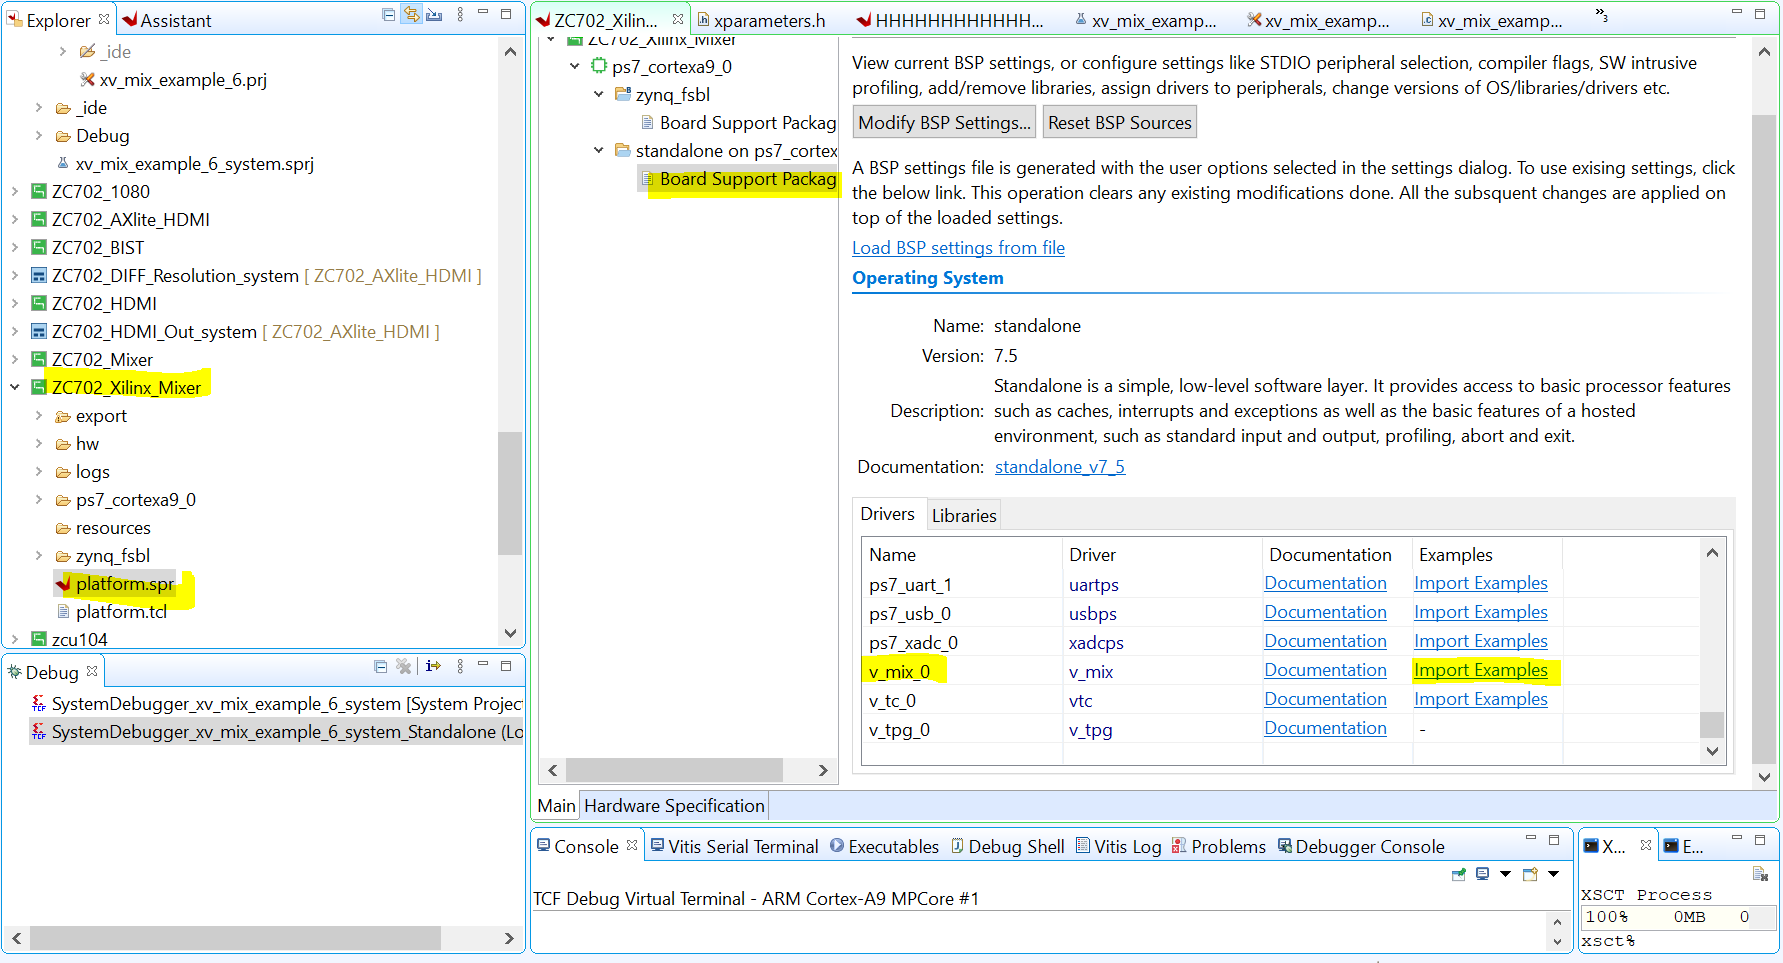 Explorer
Assistant
_ide
xv_mix_example_6.prj
_ide
Debug
xv_mix_example_6_system.sprj
ZC702_1080
ZC702_AXlite_HDMI
ZC702_BIST
ZC702_DIFF_Resolution_system [ ZC702_AXlite_HDMI ]
ZC702_HDMI
ZC702_HDMI_Out_system [ ZC702_AXlite_HDMI ]
ZC702_Mixer
ZC702_Xilinx_Mixer
export
hw
logs
ps7_cortexa9_0
resources
zynq_fsbl
platform.spr
platform.tcl
zcu104
Debug
SystemDebugger_xv_mix_example_6_system [System Projec
SystemDebugger_xv_mix_example_6_system_Standalone (Lo
ZC702_Xilin...
xparameters.h
HHHHHHHHHHHH...
xv_mix_examp...
xv_mix_examp...
xv_mix_examp...
»3
ZC702_Xilinx_Mixer
ps7_cortexa9_0
zynq_fsbl
Board Support Packag
standalone on ps7_cortex
Board Support Packag
View current BSP settings, or configure settings like STDIO peripheral selection, compiler flags, SW intrusive
profiling, add/remove libraries, assign drivers to peripherals, change versions of OS/libraries/drivers etc.
Modify BSP Settings... Reset BSP Sources
A BSP settings file is generated with the user options selected in the settings dialog. To use exising settings, click
the below link. This operation clears any existing modifications done. All the subsquent changes are applied on
top of the loaded settings.
Load BSP settings from file
Operating System
Name: standalone
Version: 7.5
Standalone is a simple, low-level software layer. It provides access to basic processor features
Description: such as caches, interrupts and exceptions as well as the basic features of a hosted
environment, such as standard input and output, profiling, abort and exit.
Documentation: standalone_v7_5
Drivers Libraries
Name Driver Documentation Examples
ps7_uart_1 uartps Documentation Import Examples
ps7_usb_0 usbps Documentation Import Examples
ps7_xadc_0 xadcps Documentation Import Examples
v_mix_0 v_mix Documentation Import Examples
v_tc_0 vtc Documentation Import Examples
v_tpg_0 v_tpg Documentation -
Main Hardware Specification
Console Vitis Serial Terminal Executables Debug Shell Vitis Log Problems Debugger Console
TCF Debug Virtual Terminal - ARM Cortex-A9 MPCore #1
X... E...
XSCT Process
100% 0MB 0
xsct%